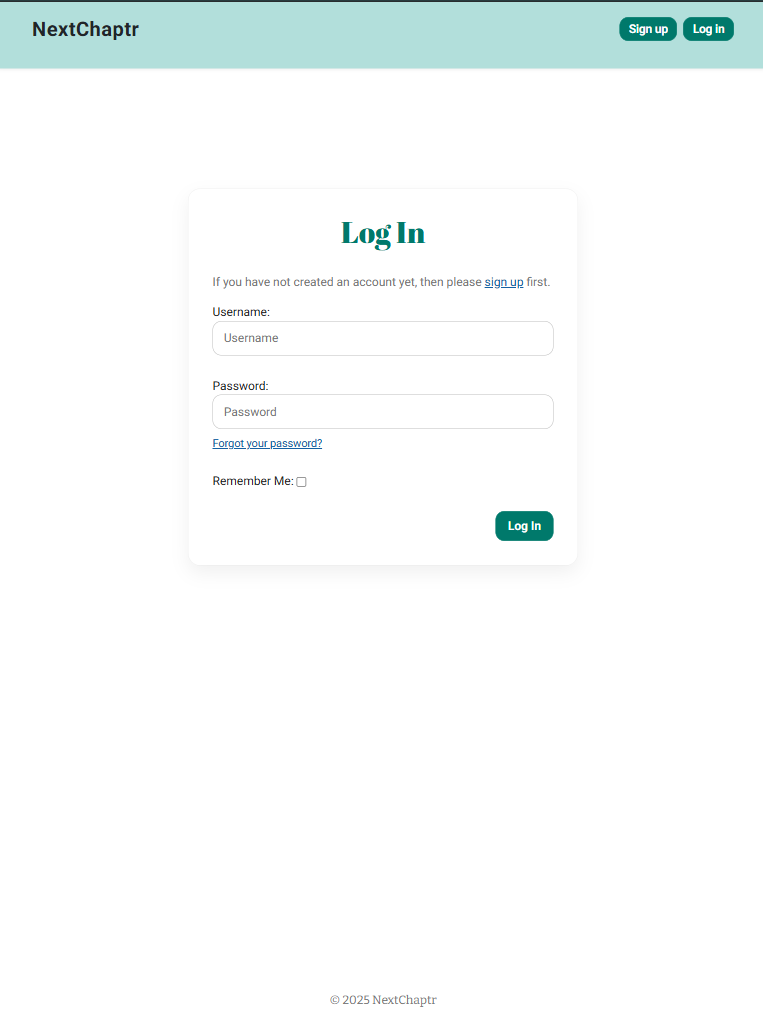 NextChaptr
Sign up
Log in
Log In
If you have not created an account yet, then please sign up first.
Username:
Username
Password:
Password
Forgot your password?
Remember Me:
Log In
© 2025 NextChaptr